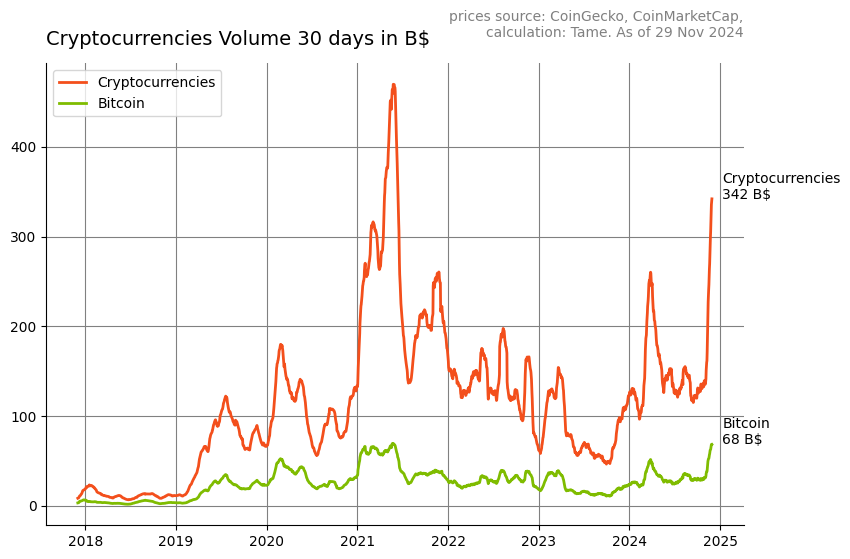 prices source: CoinGecko, CoinMarketCap,
calculation: Tame. As of 29 Nov 2024
Cryptocurrencies Volume 30 days in B$
Cryptocurrencies
Bitcoin
400
300
200
100
0
Cryptocurrencies
342 B$
Bitcoin
68 B$
2018 2019 2020 2021 2022 2023 2024 2025